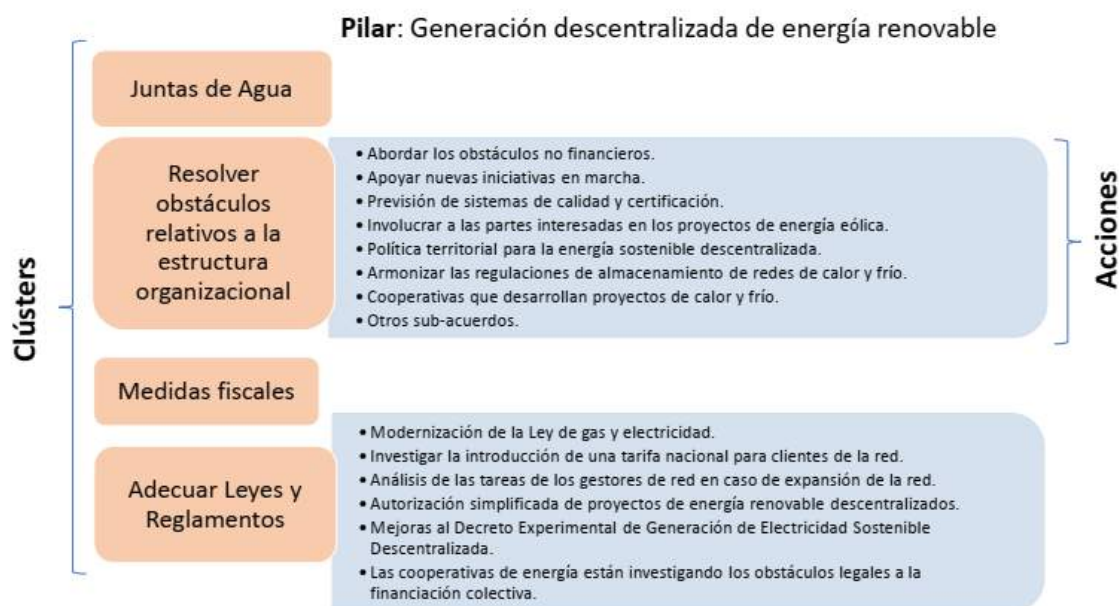 Pilar: Generación descentralizada de energía renovable
Clústers
Juntas de Agua
Resolver
obstáculos
relativos a la
estructura
organizacional
• Abordar los obstáculos no financieros.
• Apoyar nuevas iniciativas en marcha.
• Previsión de sistemas de calidad y certificación.
• Involucrar a las partes interesadas en los proyectos de energía eólica.
• Política territorial para la energía sostenible descentralizada.
• Armonizar las regulaciones de almacenamiento de redes de calor y frío.
• Cooperativas que desarrollan proyectos de calor y frío.
• Otros sub-acuerdos.
Acciones
Medidas fiscales
Adecuar Leyes y
Reglamentos
• Modernización de la Ley de gas y electricidad.
• Investigar la introducción de una tarifa nacional para clientes de la red.
• Análisis de las tareas de los gestores de red en caso de expansión de la red.
• Autorización simplificada de proyectos de energía renovable descentralizados.
• Mejoras al Decreto Experimental de Generación de Electricidad Sostenible
Descentralizada.
• Las cooperativas de energía están investigando los obstáculos legales a la
financiación colectiva.